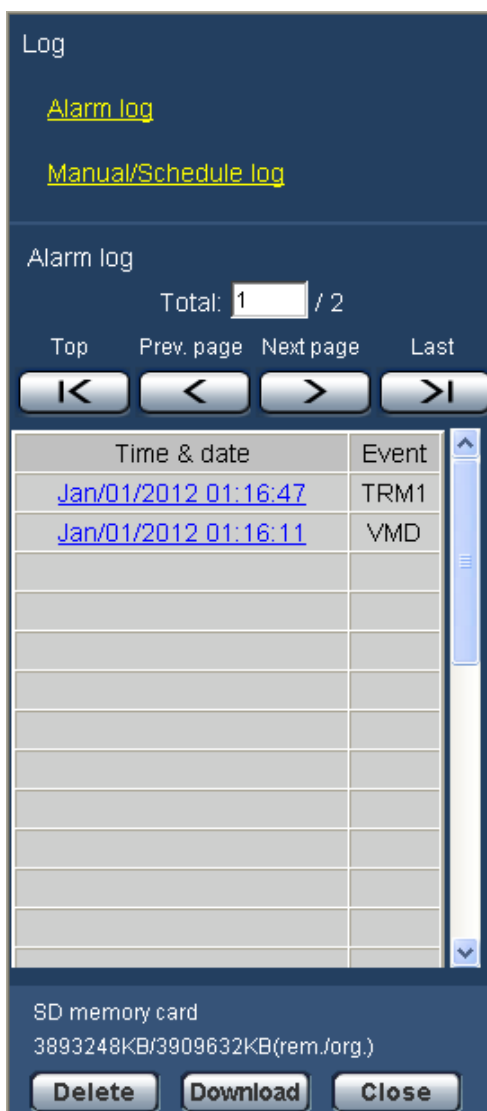 Log
Alarm log
Manual/Schedule log
Alarm log
Total: 1 / 2
Top Prev. page Next page Last
Time & date Event
Jan/01/2012 01:16:47 TRM1
Jan/01/2012 01:16:11 VMD
SD memory card
3893248KB/3909632KB(rem./org.)
Delete Download Close